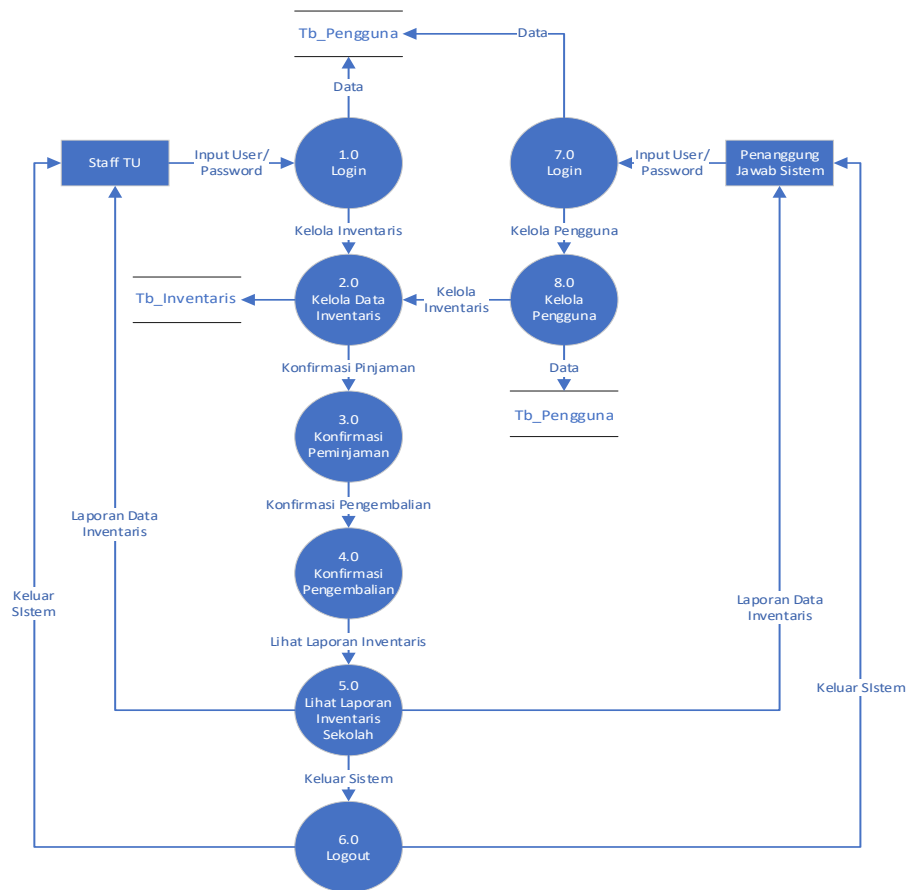 Tb_Pengguna
Data
Data
Staff TU
Input User/
Password
1.0
Login
7.0
Login
Input User/
Password
Penanggung
Jawab Sistem
Kelola Inventaris
Kelola Pengguna
Tb_Inventaris
2.0
Kelola Data
Inventaris
Kelola
Inventaris
8.0
Kelola
Pengguna
Konfirmasi Pinjaman
Data
Tb_Pengguna
3.0
Konfirmasi
Peminjaman
Konfirmasi Pengembalian
Laporan Data
Inventaris
4.0
Konfirmasi
Pengembalian
Keluar
SIstem
Laporan Data
Inventaris
Lihat Laporan Inventaris
5.0
Lihat Laporan
Inventaris
Sekolah
Keluar SIstem
Keluar Sistem
6.0
Logout